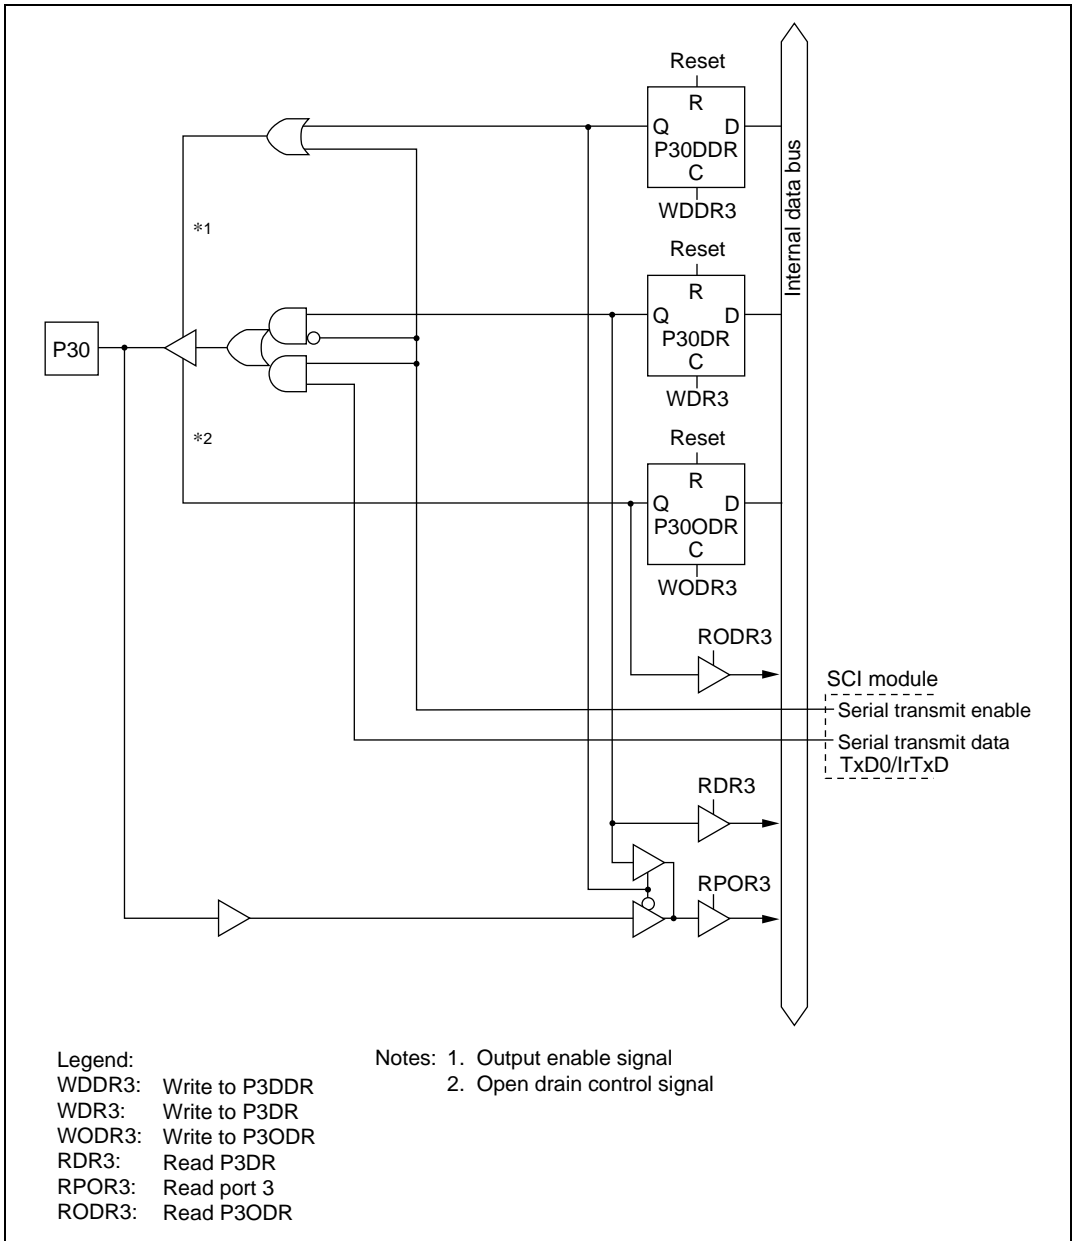 Reset
R
Q D
P30DDR
C
WDDR3
Internal data bus
*1
Reset
R
Q D
P30DR
C
WDR3
P30
*2
Reset
R
Q D
P30ODR
C
WODR3
RODR3
SCI module
Serial transmit enable
Serial transmit data
TxD0/IrTxD
RDR3
RPOR3
Legend:
WDDR3: Write to P3DDR
WDR3: Write to P3DR
WODR3: Write to P3ODR
RDR3: Read P3DR
RPOR3: Read port 3
RODR3: Read P3ODR
Notes: 1. Output enable signal
2. Open drain control signal